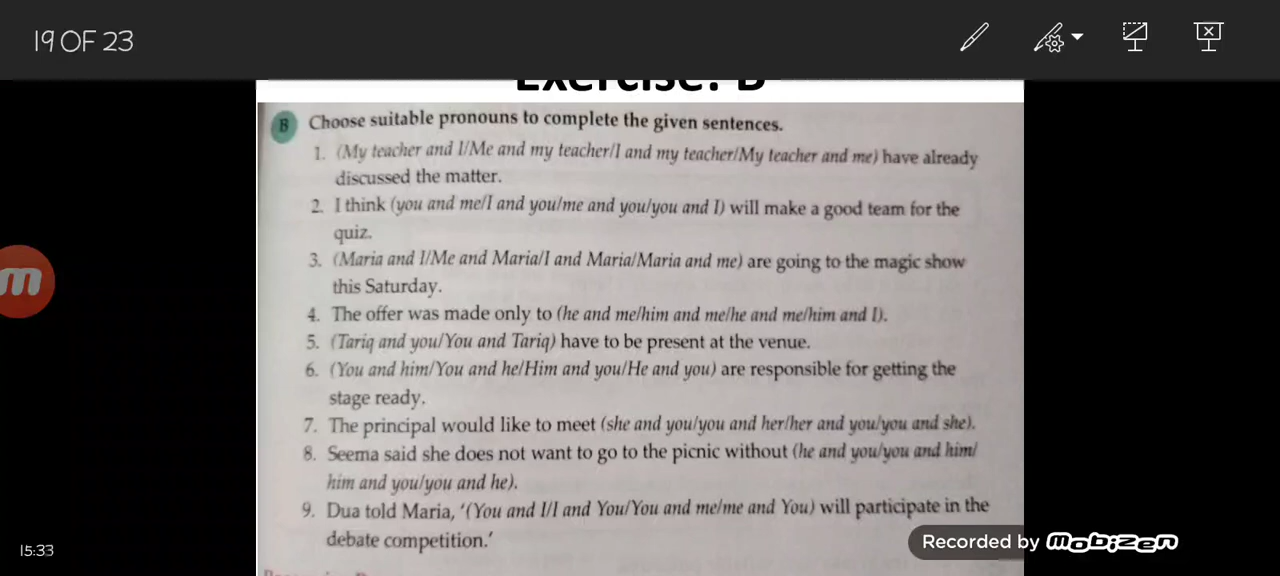 19 OF 23
Exercise: B
B Choose suitable pronouns to complete the given sentences.
1. (My teacher and I/Me and my teacher/I and my teacher/My teacher and me) have already
discussed the matter.
2. I think (you and me/I and you/me and you/you and I) will make a good team for the
quiz.
3. (Maria and I/Me and Maria/I and Maria/Maria and me) are going to the magic show
this Saturday.
4. The offer was made only to (he and me/him and me/he and me/him and I).
5. (Tariq and you/You and Tariq) have to be present at the venue.
6. (You and him/You and he/Him and you/He and you) are responsible for getting the
stage ready.
7. The principal would like to meet (she and you/you and her/her and you/you and she).
8. Seema said she does not want to go to the picnic without (he and you/you and him/
him and you/you and he).
9. Dua told Maria, '(You and I/I and You/You and me/me and You) will participate in the
debate competition.'
15:33
Recorded by mobizen